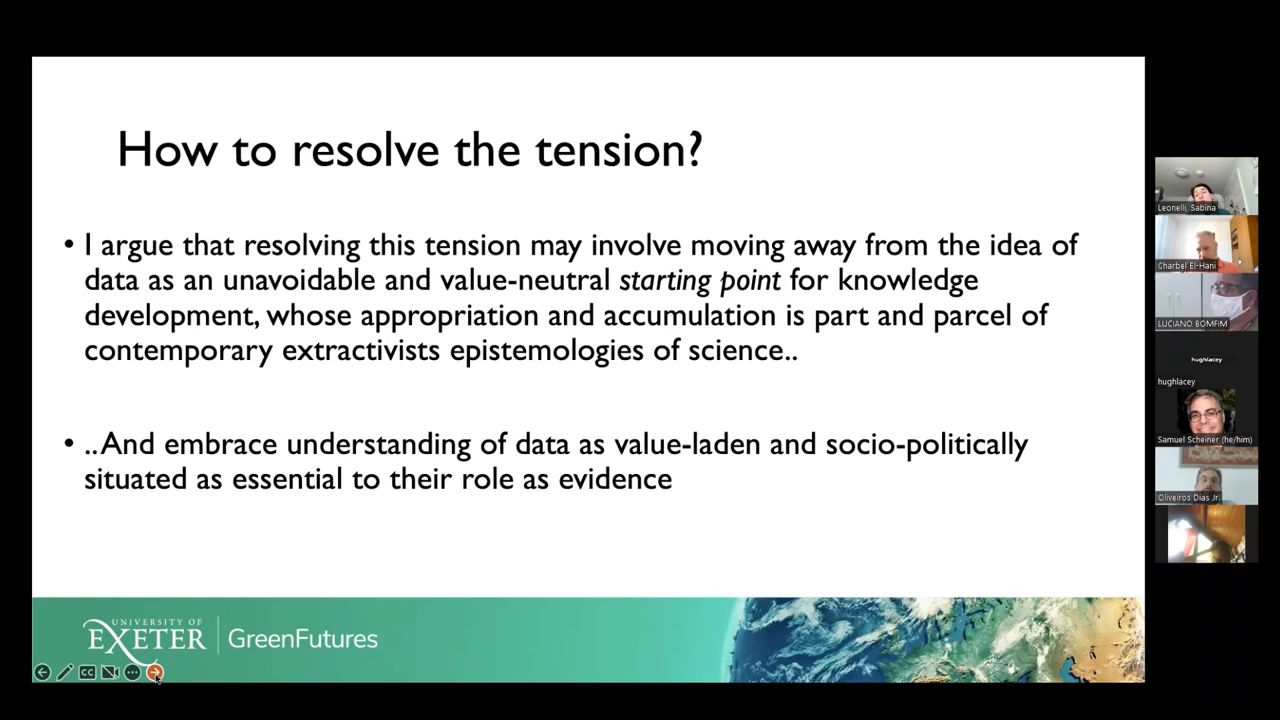 How to resolve the tension?
• I argue that resolving this tension may involve moving away from the idea of
data as an unavoidable and value-neutral starting point for knowledge
development, whose appropriation and accumulation is part and parcel of
contemporary extractivists epistemologies of science..
• ..And embrace understanding of data as value-laden and socio-politically
situated as essential to their role as evidence
UNIVERSITY OF
EXETER
GreenFutures
CC
Leonelli, Sabina
Charbel El-Hani
LUCIANO BOMFIM
hughlacey
hughlacey
Samuel Scheiner (he/him)
Oliveiros Dias Jr.